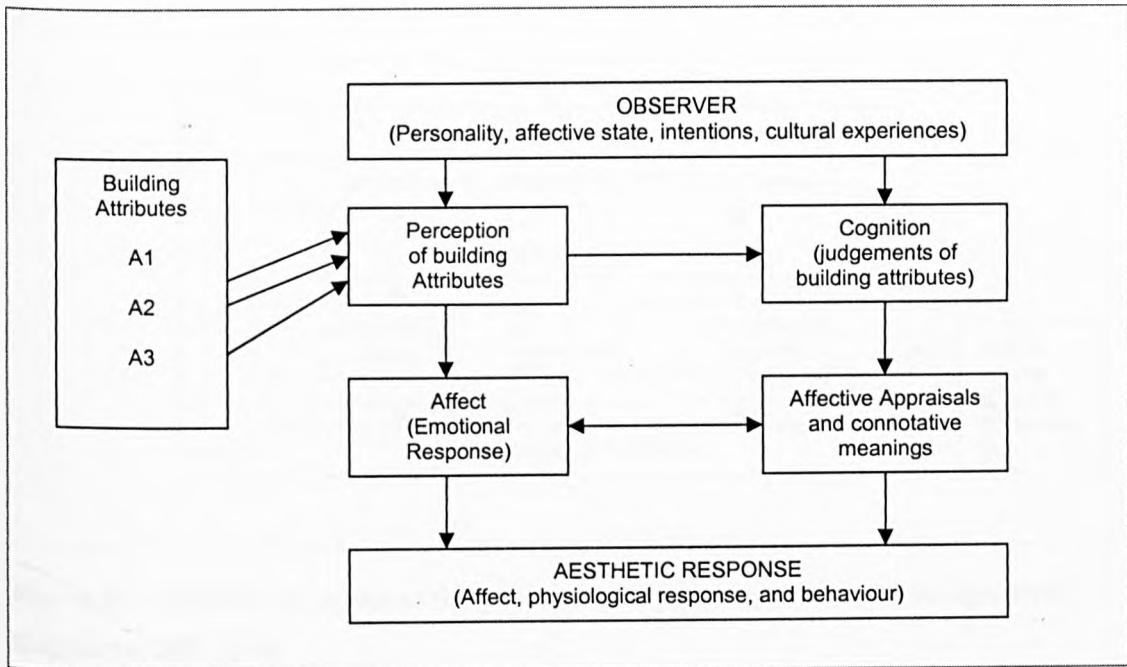 OBSERVER
(Personality, affective state, intentions, cultural experiences)
Building
Attributes
A1
A2
A3
Perception
of building
Attributes
Cognition
(judgements of
building attributes)
Affect
(Emotional
Response)
Affective Appraisals
and connotative
meanings
AESTHETIC RESPONSE
(Affect, physiological response, and behaviour)